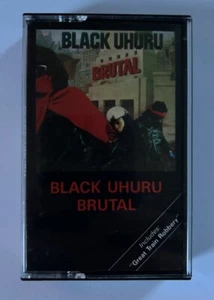 BLACK UHURU
BRUTAL
BLACK UHURU
BRUTAL
Includes
"Great Train Robbery"